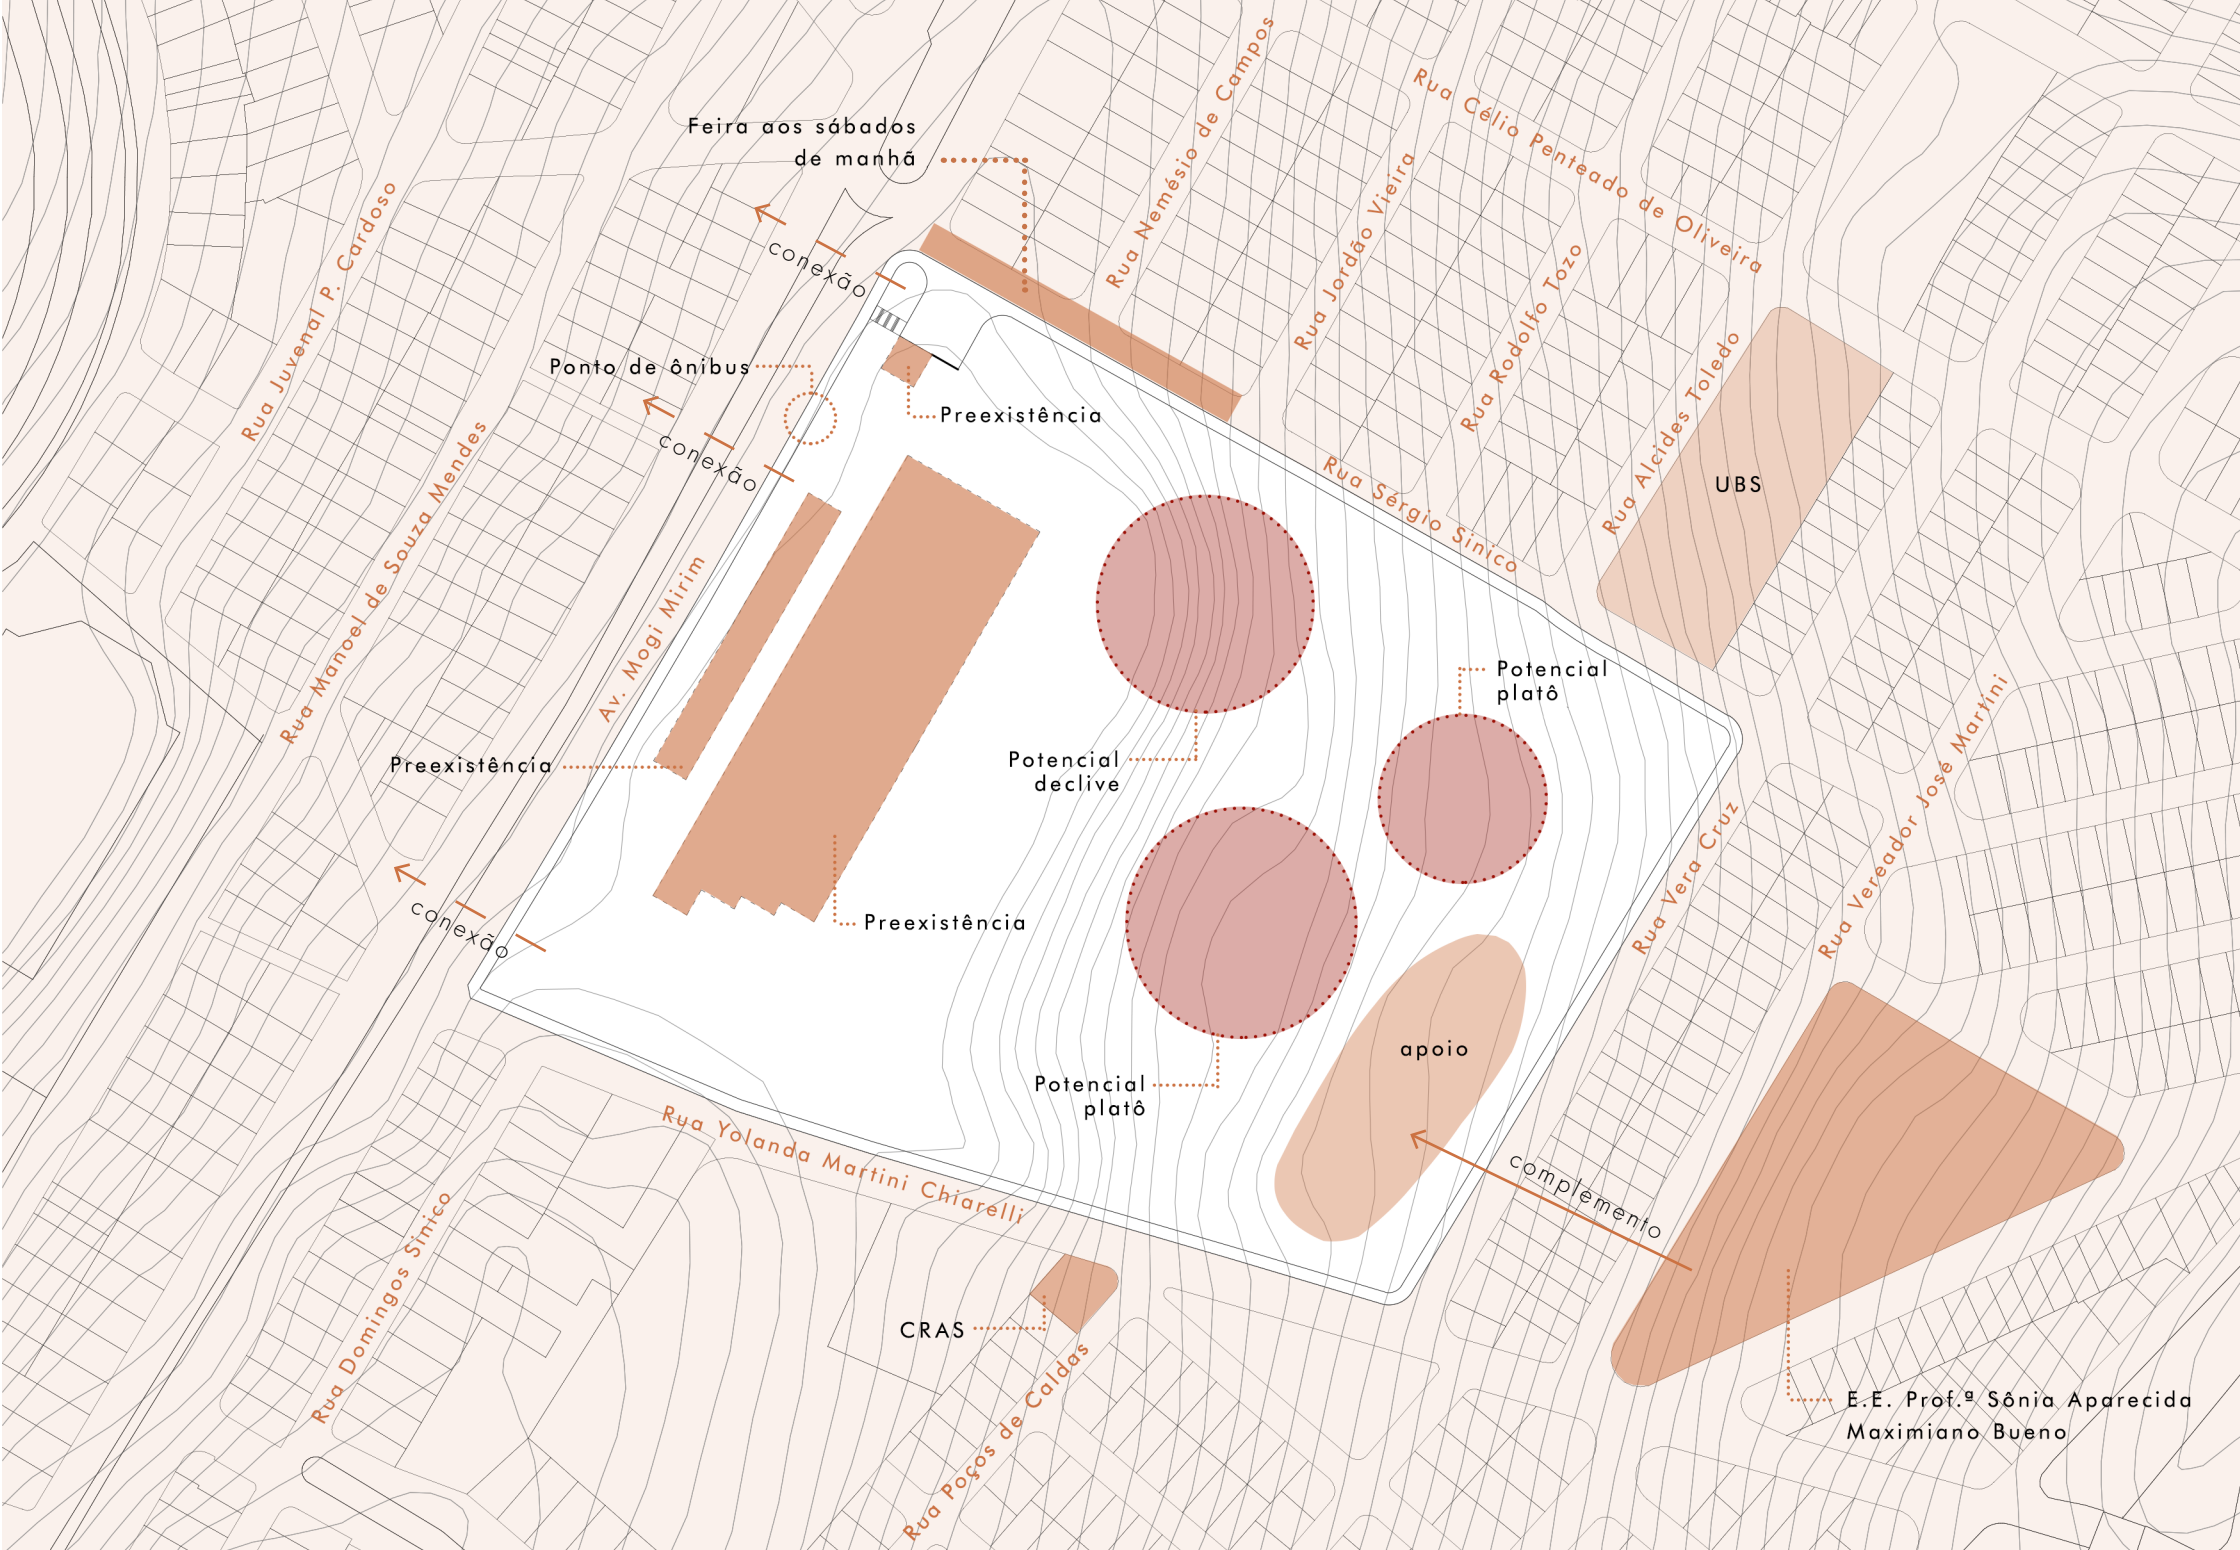 Feira aos sábados
de manhã
Rua Nemésio de Campos
Rua Célio Penteado de Oliveira
Rua Juvenal P. Cardoso
conexão
Rua Jordão Vieira
Rua Rodolfo Tozo
Ponto de ônibus
Preexistência
Rua Alcides Toledo
conexão
Rua Manoel de Souza Mendes
Rua Sérgio Sinico
UBS
Av. Mogi Mirim
Potencial
platô
Preexistência
Potencial
declive
Rua Vereador José Martini
Rua Vera Cruz
conexão
Preexistência
apoio
Potencial
platô
Rua Yolanda Martini Chiarelli
complemento
Rua Domingos Sinico
CRAS
Rua Poços de Caldas
E.E. Prof.ª Sônia Aparecida
Maximiano Bueno